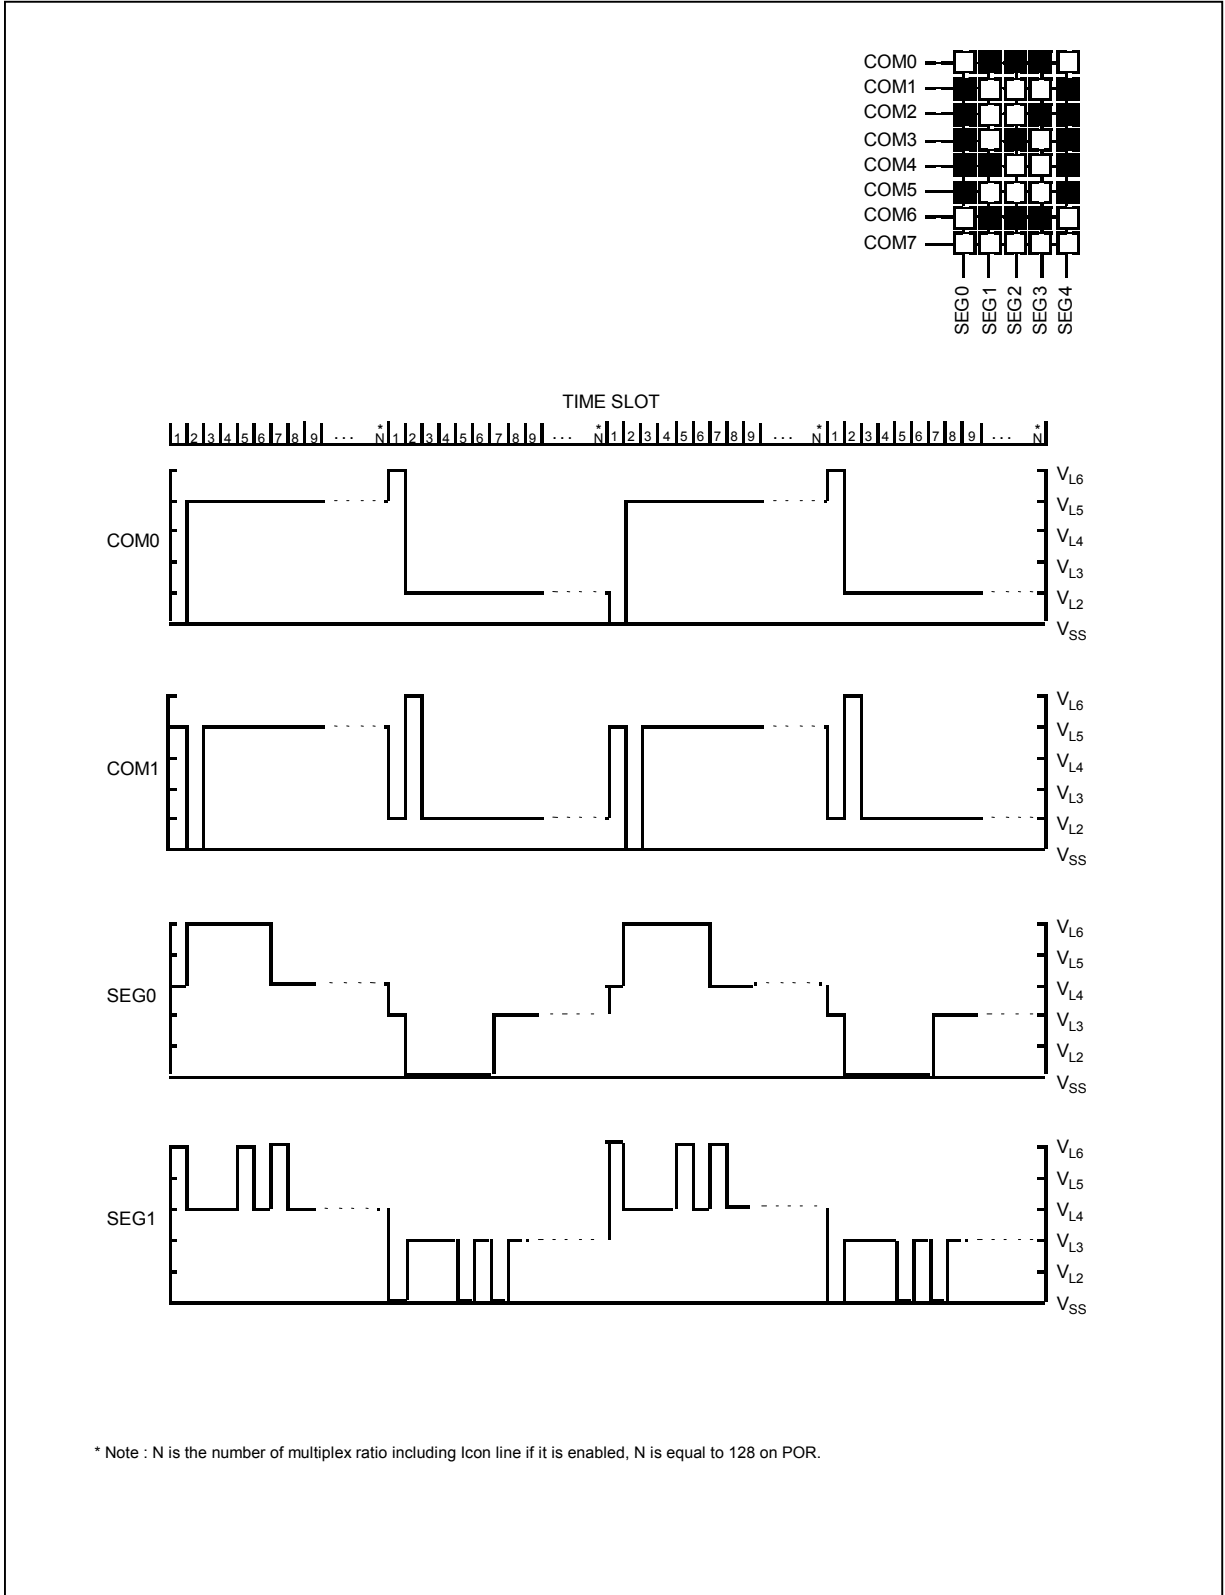 COM0
COM1
COM2
COM3
COM4
COM5
COM6
COM7
SEG0 SEG1 SEG2 SEG3 SEG4
TIME SLOT
1 2 3 4 5 6 7 8 9 ... *N 1 2 3 4 5 6 7 8 9 ... *N 1 2 3 4 5 6 7 8 9 ... *N 1 2 3 4 5 6 7 8 9 ... *N
COM0
VL6
VL5
VL4
VL3
VL2
VSS
COM1
VL6
VL5
VL4
VL3
VL2
VSS
SEG0
VL6
VL5
VL4
VL3
VL2
VSS
SEG1
VL6
VL5
VL4
VL3
VL2
VSS
* Note : N is the number of multiplex ratio including Icon line if it is enabled, N is equal to 128 on POR.